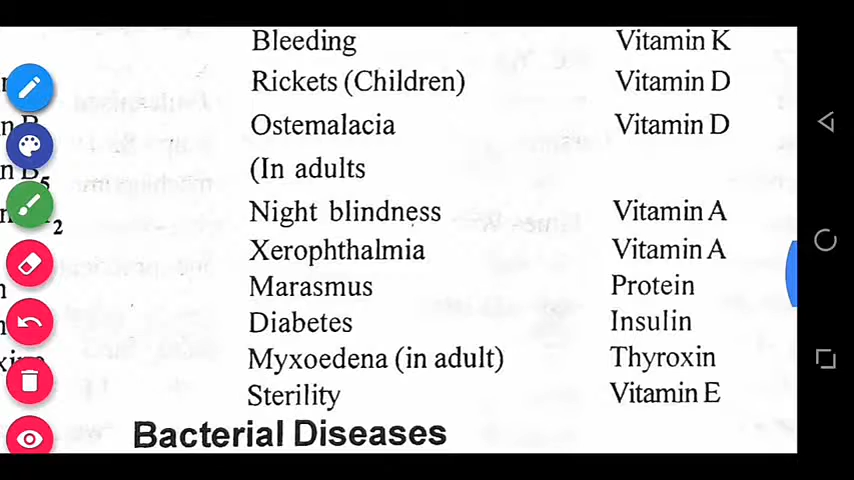 Bleeding Vitamin K
Rickets (Children) Vitamin D
Ostemalacia Vitamin D
(In adults
Night blindness Vitamin A
Xerophthalmia Vitamin A
Marasmus Protein
Diabetes Insulin
Myxoedena (in adult) Thyroxin
Sterility Vitamin E
Bacterial Diseases